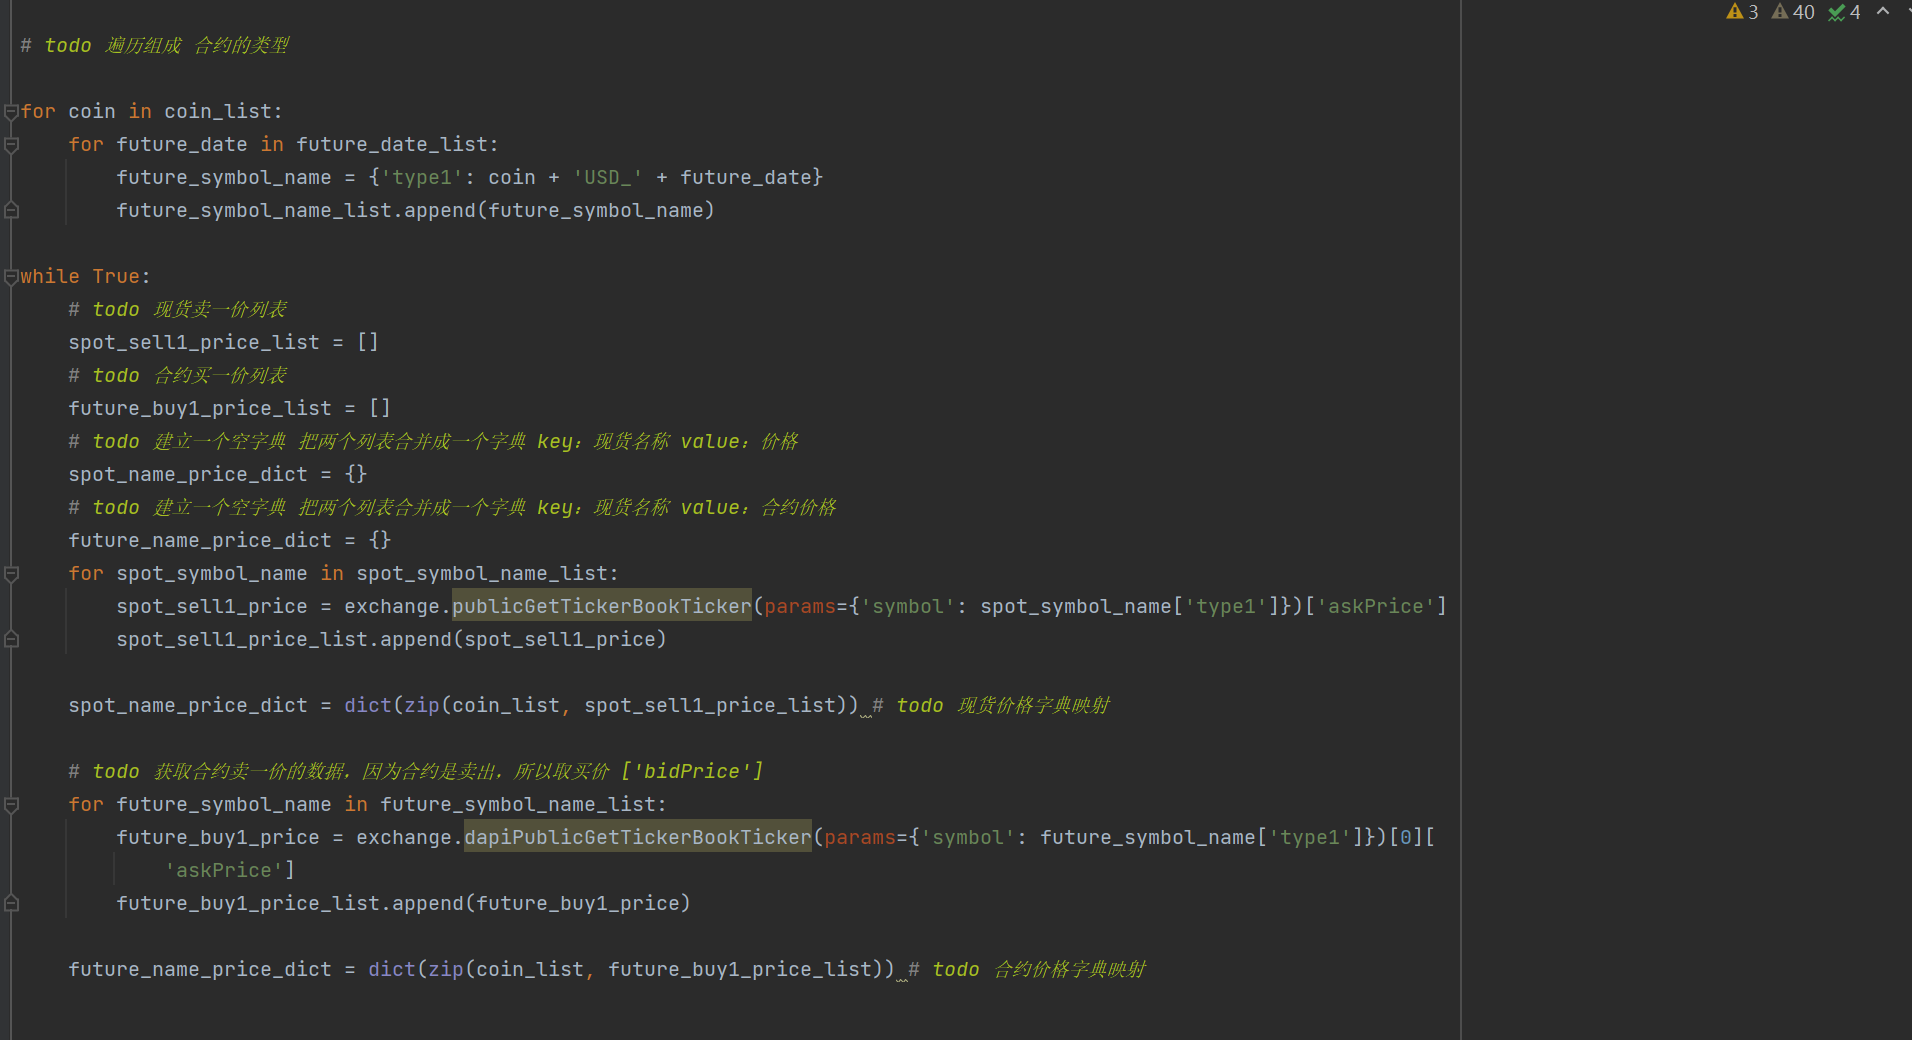 3 40 4
# todo 遍历组成 合约的类型
for coin in coin_list:
    for future_date in future_date_list:
        future_symbol_name = {'type1': coin + 'USD_' + future_date}
        future_symbol_name_list.append(future_symbol_name)
while True:
    # todo 现货卖一价列表
    spot_sell1_price_list = []
    # todo 合约买一价列表
    future_buy1_price_list = []
    # todo 建立一个空字典 把两个列表合并成一个字典 key：现货名称 value：价格
    spot_name_price_dict = {}
    # todo 建立一个空字典 把两个列表合并成一个字典 key：现货名称 value：合约价格
    future_name_price_dict = {}
    for spot_symbol_name in spot_symbol_name_list:
        spot_sell1_price = exchange.publicGetTickerBookTicker(params={'symbol': spot_symbol_name['type1']})['askPrice']
        spot_sell1_price_list.append(spot_sell1_price)
    spot_name_price_dict = dict(zip(coin_list, spot_sell1_price_list)) # todo 现货价格字典映射
    # todo 获取合约卖一价的数据，因为合约是卖出，所以取买价 ['bidPrice']
    for future_symbol_name in future_symbol_name_list:
        future_buy1_price = exchange.dapiPublicGetTickerBookTicker(params={'symbol': future_symbol_name['type1']})[0][
            'askPrice']
        future_buy1_price_list.append(future_buy1_price)
    future_name_price_dict = dict(zip(coin_list, future_buy1_price_list)) # todo 合约价格字典映射